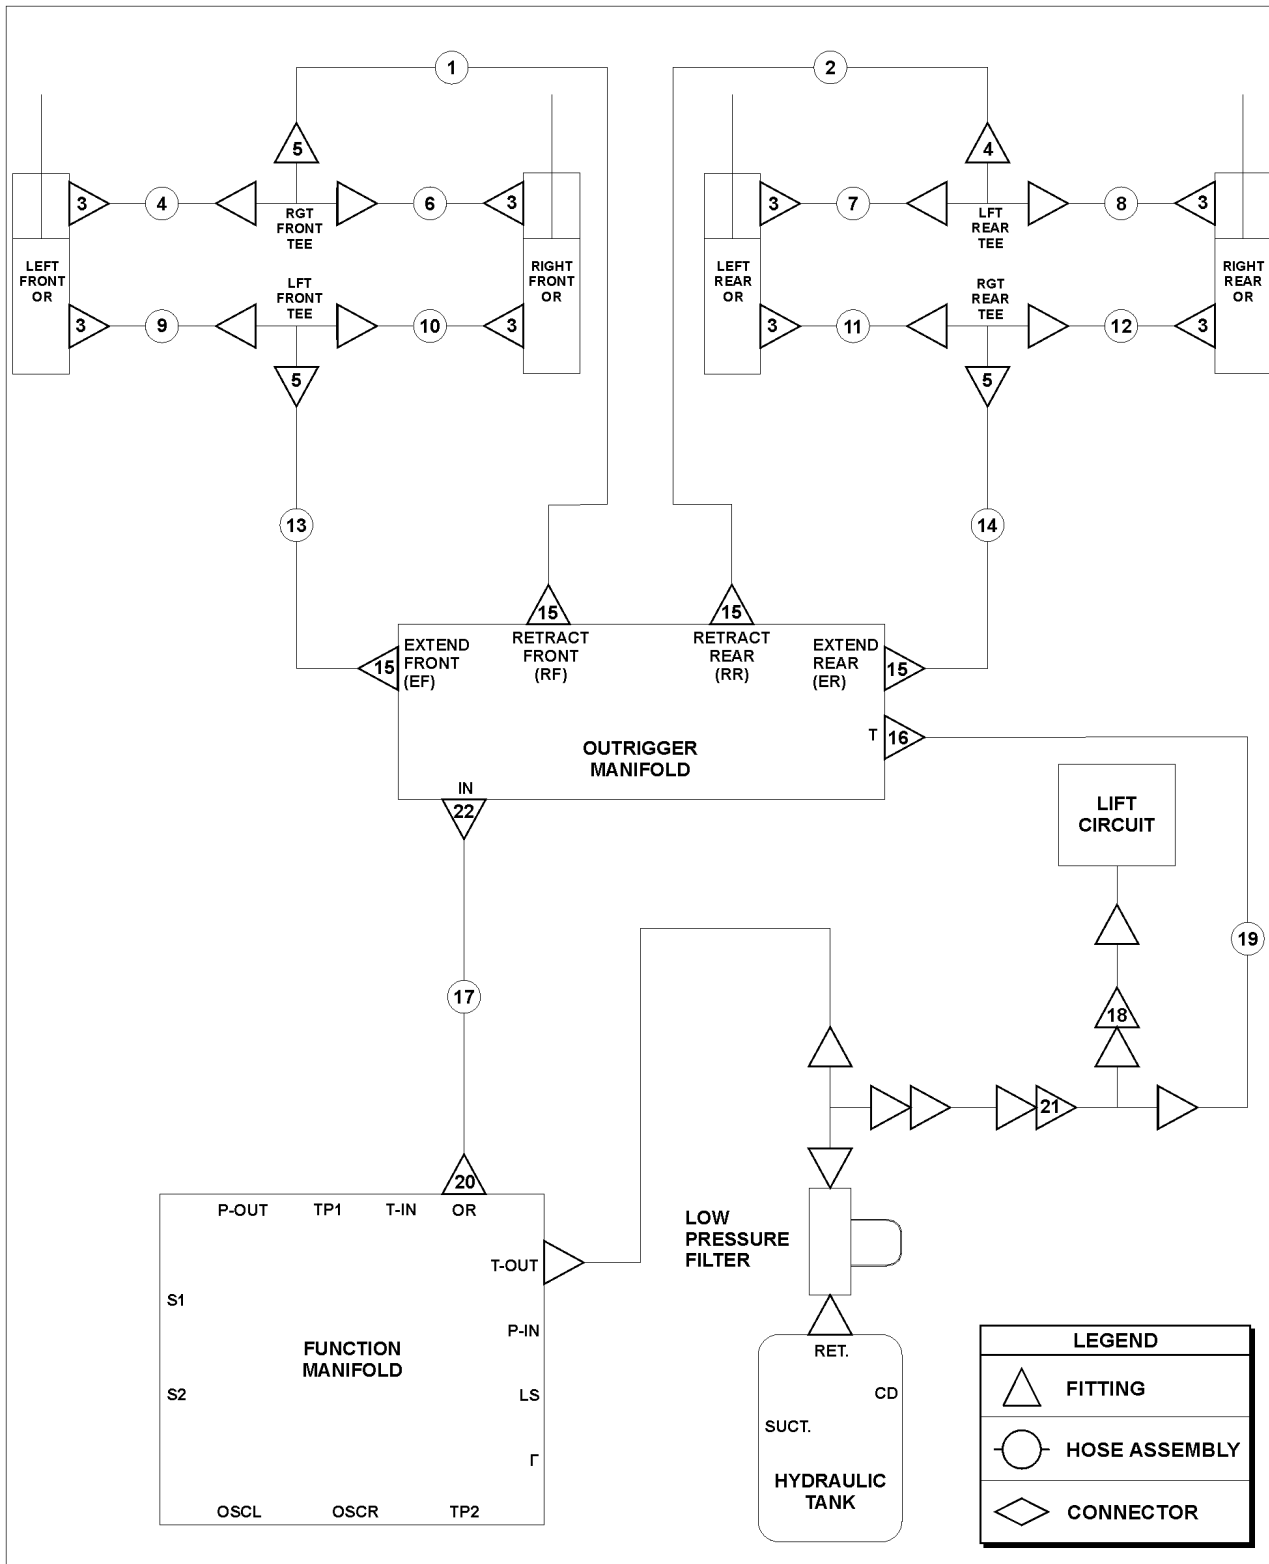 1
2
5
4
3
4
6
3
3
7
8
3
RGT
FRONT
TEE
LFT
REAR
TEE
LEFT
FRONT
OR
RIGHT
FRONT
OR
LEFT
REAR
OR
RIGHT
REAR
OR
LFT
FRONT
TEE
RGT
REAR
TEE
3
9
10
3
3
11
12
3
5
5
13
14
15
15
EXTEND
FRONT
(EF)
RETRACT
FRONT
(RF)
RETRACT
REAR
(RR)
EXTEND
REAR
(ER)
15
15
T
16
OUTRIGGER
MANIFOLD
IN
22
LIFT
CIRCUIT
19
17
18
21
20
P-OUT
TP1
T-IN
OR
T-OUT
S1
P-IN
FUNCTION
MANIFOLD
S2
LS
Γ
OSCL
OSCR
TP2
LOW
PRESSURE
FILTER
RET.
CD
SUCT.
HYDRAULIC
TANK
LEGEND
FITTING
HOSE ASSEMBLY
CONNECTOR